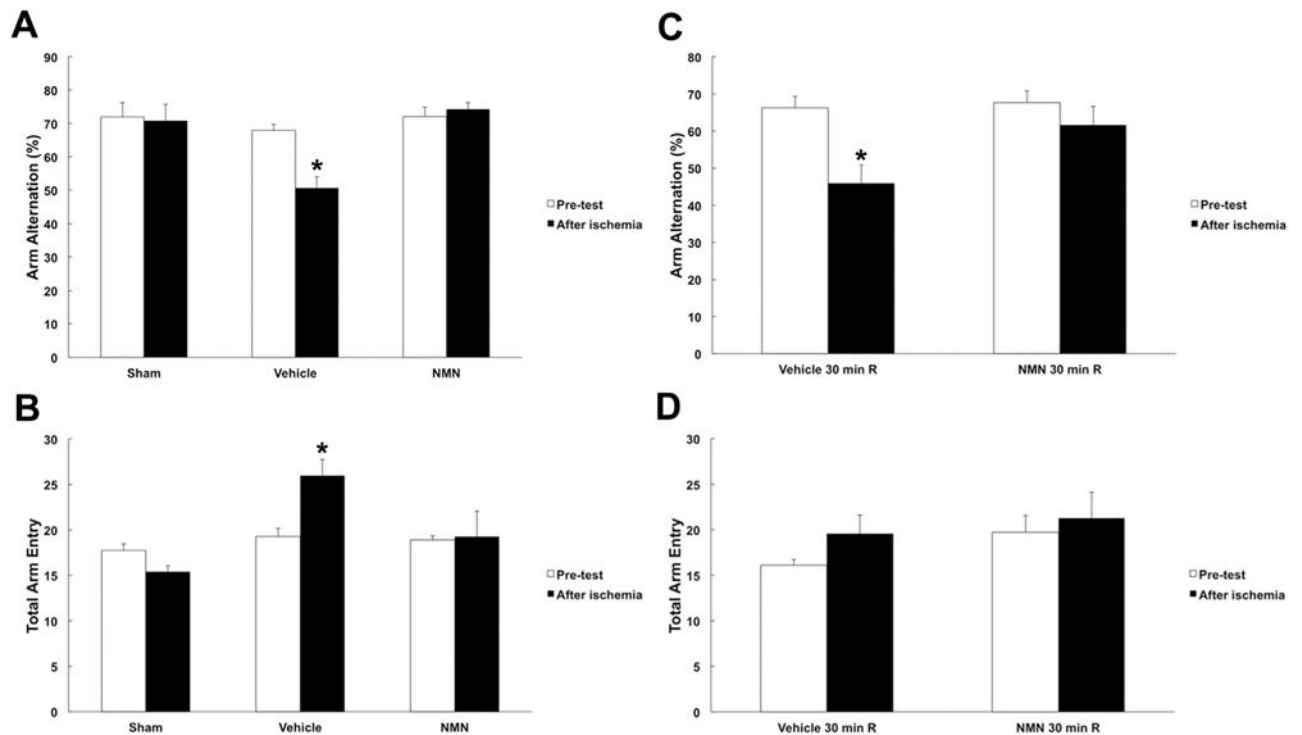 A
Arm Alternation (%)
90
80
70
60
50
40
30
20
10
0
*
Sham
Vehicle
NMN
Pre-test
After ischemia
B
Total Arm Entry
30
25
20
15
10
5
0
*
Sham
Vehicle
NMN
Pre-test
After ischemia
C
Arm Alternation (%)
80
70
60
50
40
30
20
10
0
*
Vehicle 30 min R
NMN 30 min R
Pre-test
After ischemia
D
Total Arm Entry
30
25
20
15
10
5
0
Vehicle 30 min R
NMN 30 min R
Pre-test
After ischemia